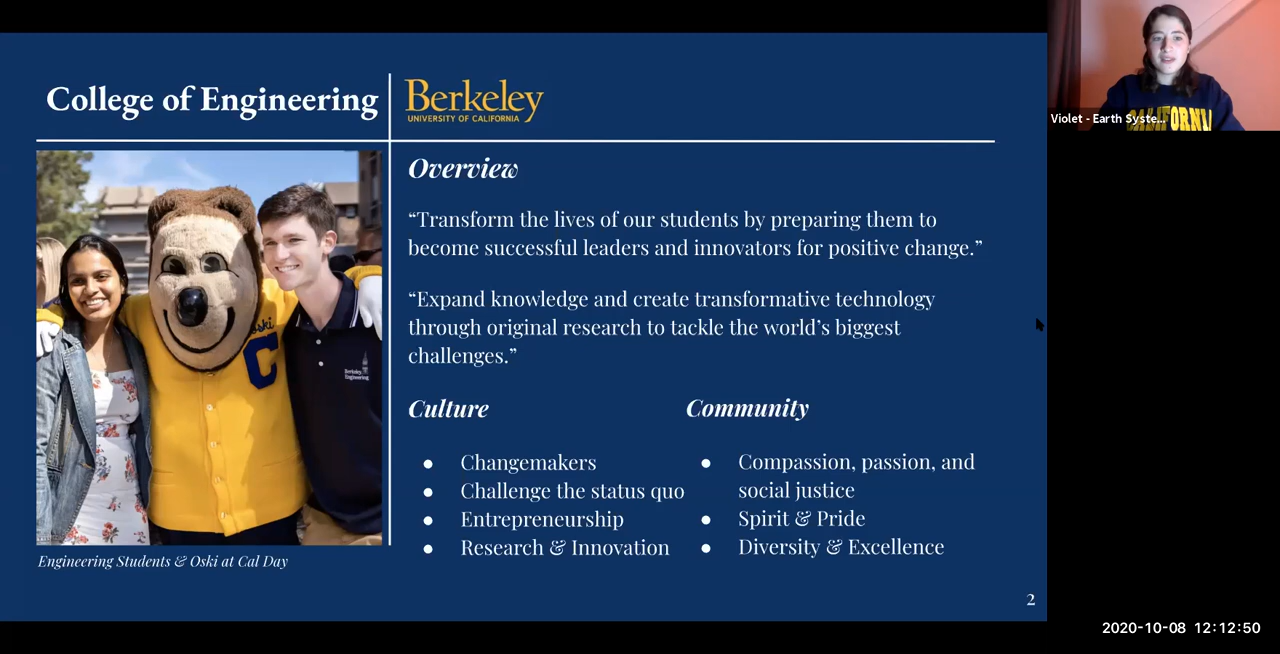 College of Engineering
Berkeley
UNIVERSITY OF CALIFORNIA
Violet - Earth Syste...
CALIFORNI
Overview
“Transform the lives of our students by preparing them to
become successful leaders and innovators for positive change.”
“Expand knowledge and create transformative technology
through original research to tackle the world’s biggest
challenges.”
Oski
C
Berkeley
Engineering
Culture
● Changemakers
● Challenge the status quo
● Entrepreneurship
● Research & Innovation
Community
● Compassion, passion, and
social justice
● Spirit & Pride
● Diversity & Excellence
Engineering Students & Oski at Cal Day
2
2020-10-08 12:12:50